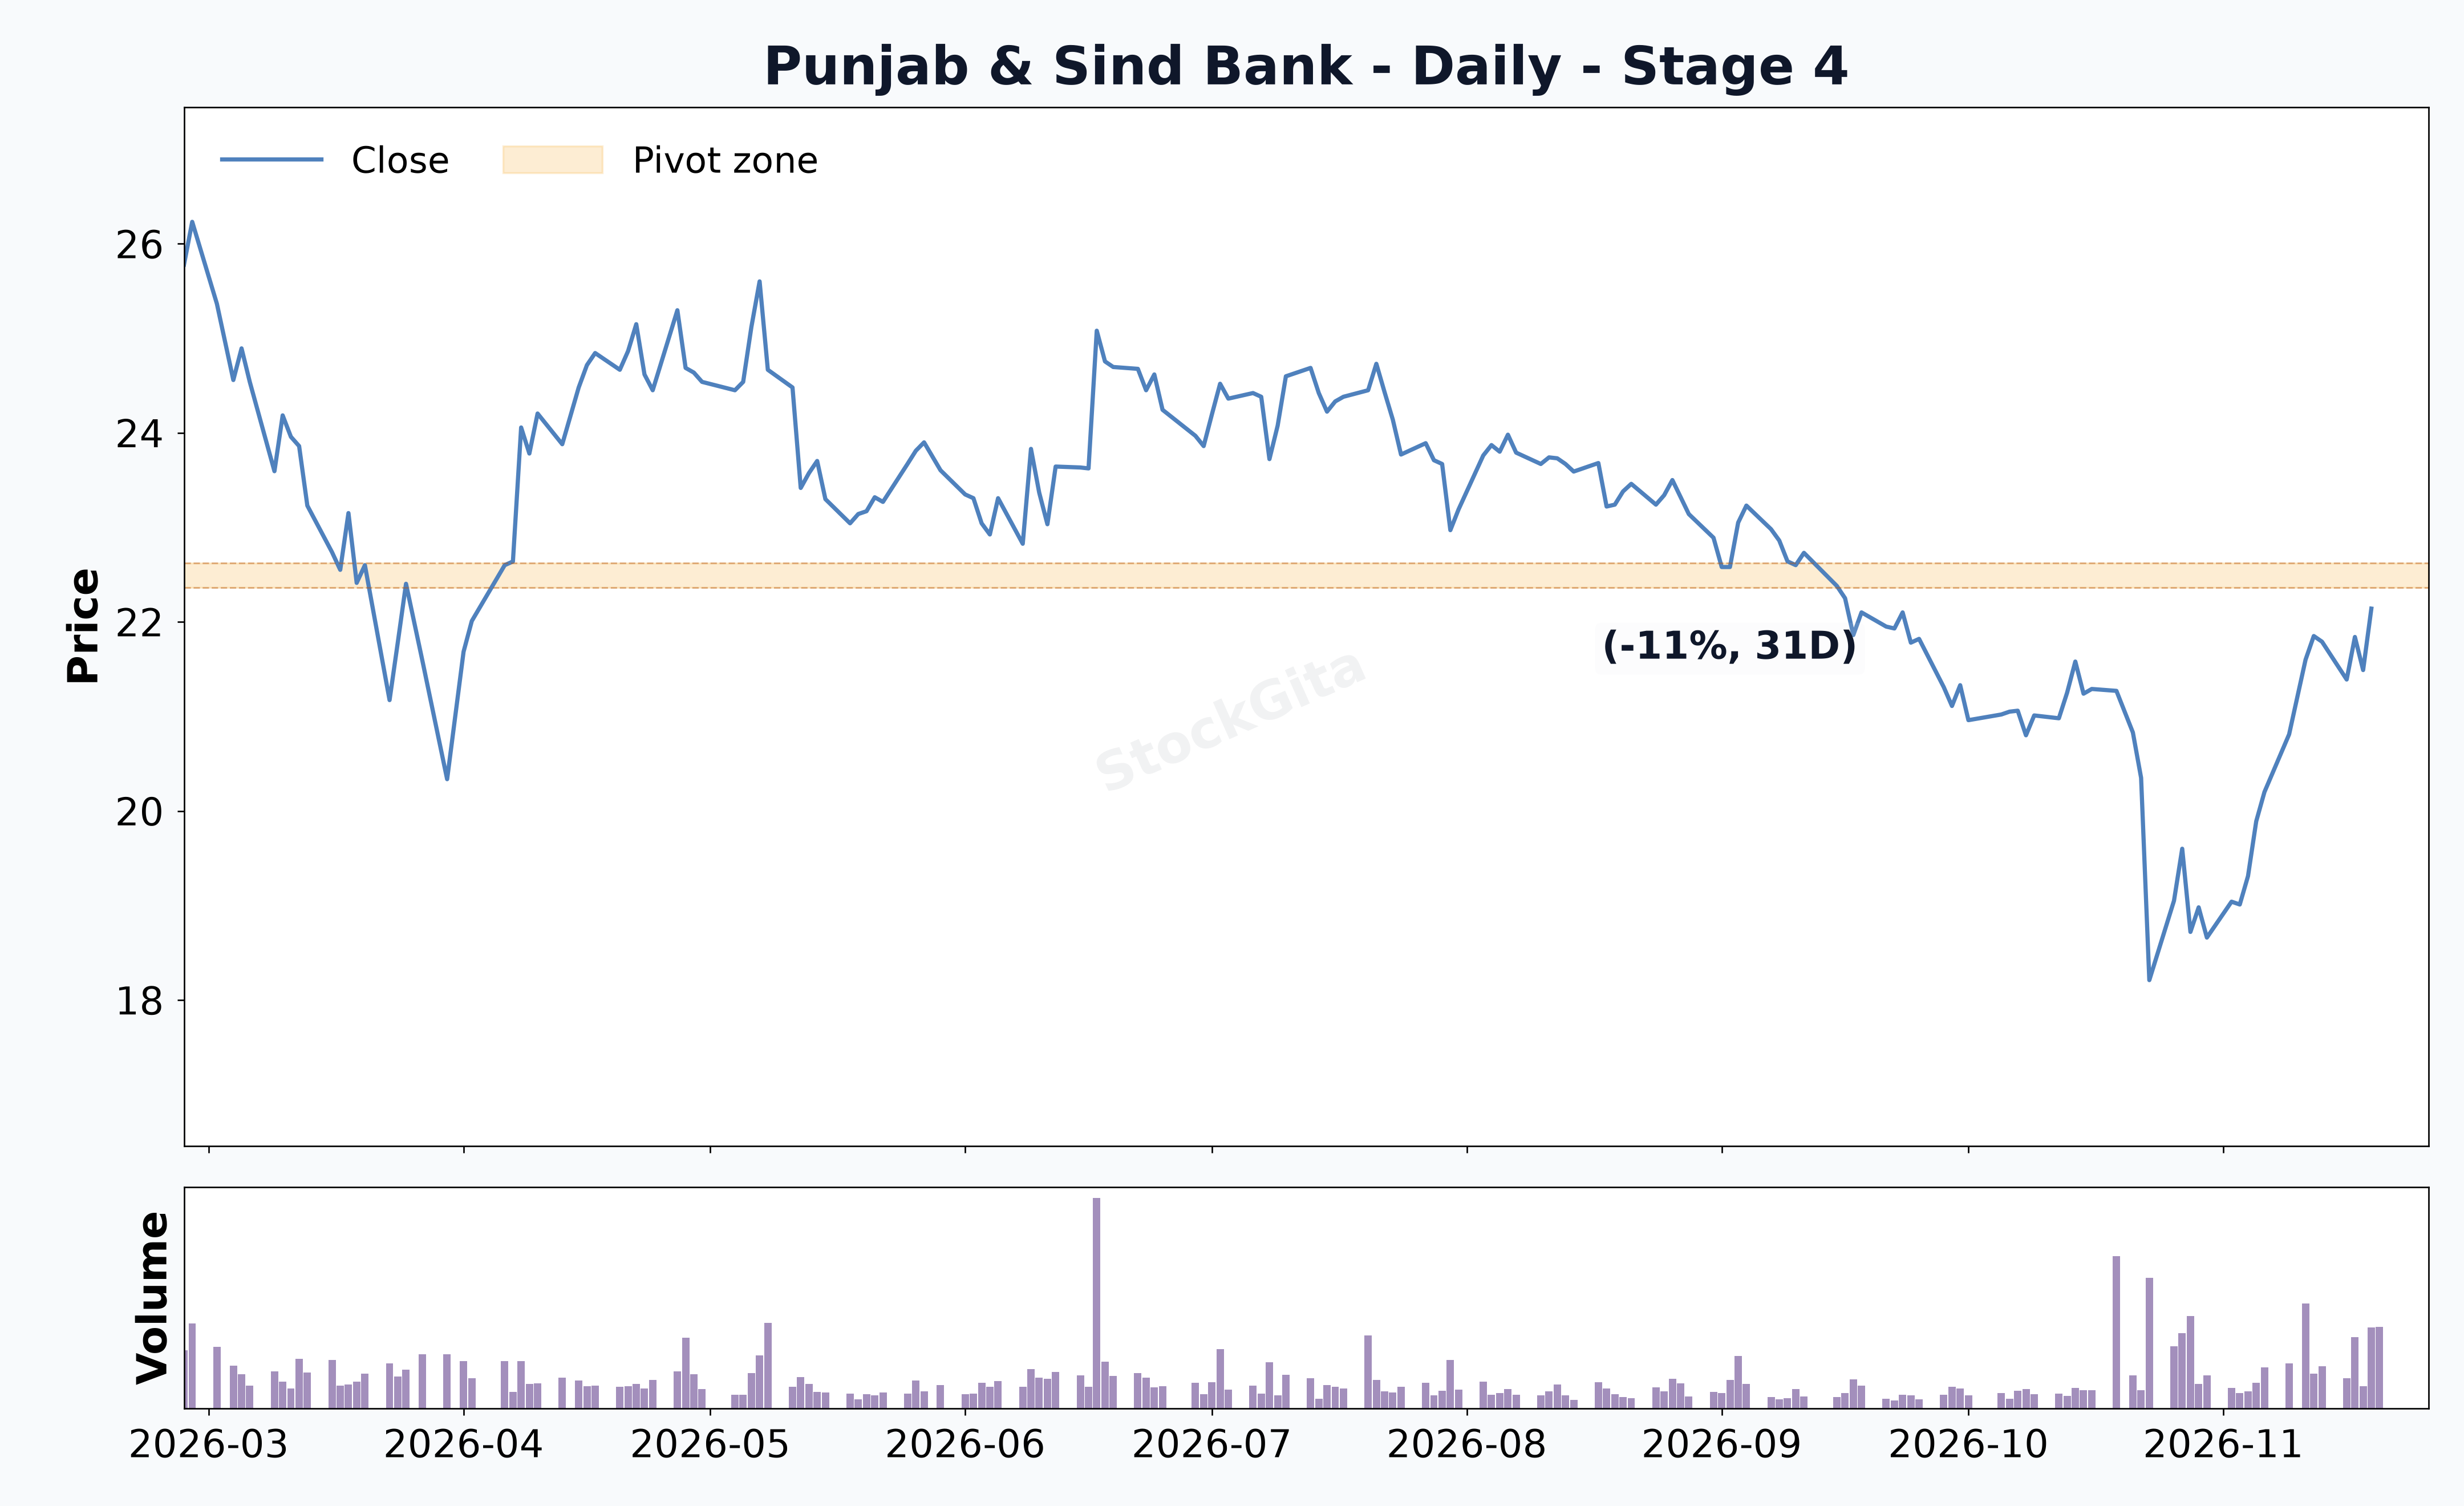 Punjab & Sind Bank - Daily - Stage 4
Close
Pivot zone
26
24
22
20
18
Price
(-11%, 31D)
StockGita
Volume
2026-03
2026-04
2026-05
2026-06
2026-07
2026-08
2026-09
2026-10
2026-11